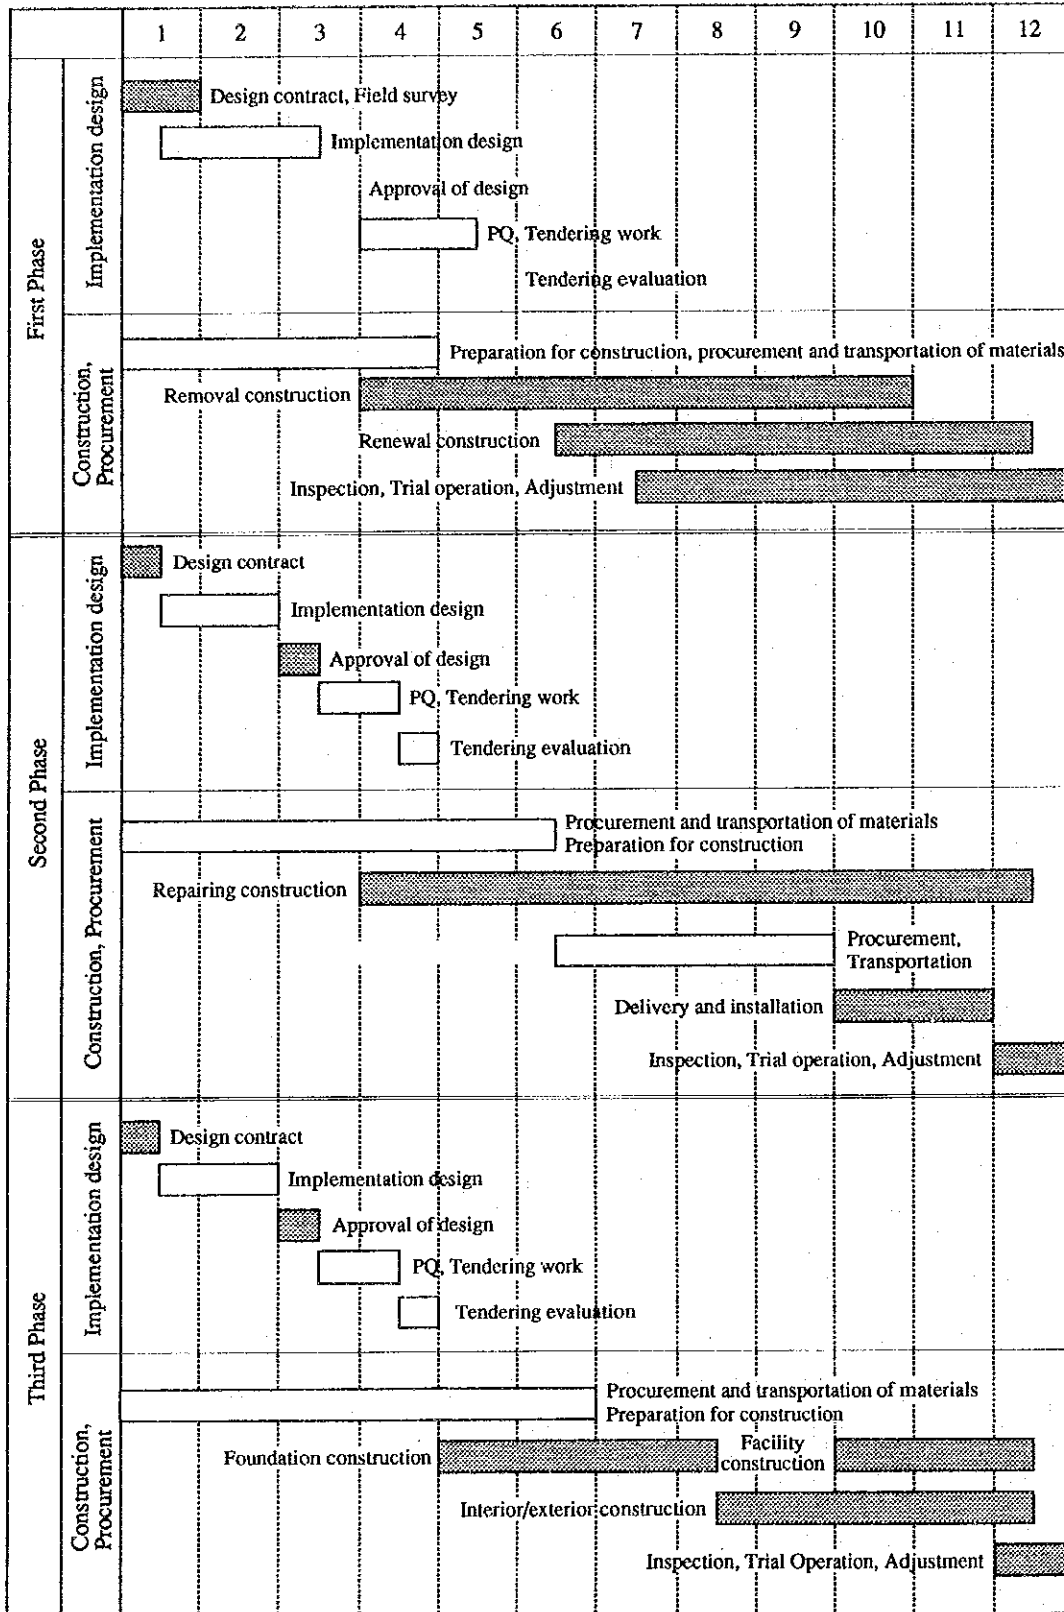 1 2 3 4 5 6 7 8 9 10 11 12
First Phase
Implementation design
Design contract, Field survey
Implementation design
Approval of design
PQ, Tendering work
Tendering evaluation
Construction,
Procurement
Preparation for construction, procurement and transportation of materials
Removal construction
Renewal construction
Inspection, Trial operation, Adjustment
Second Phase
Implementation design
Design contract
Implementation design
Approval of design
PQ, Tendering work
Tendering evaluation
Construction, Procurement
Procurement and transportation of materials
Preparation for construction
Repairing construction
Procurement,
Transportation
Delivery and installation
Inspection, Trial operation, Adjustment
Third Phase
Implementation design
Design contract
Implementation design
Approval of design
PQ, Tendering work
Tendering evaluation
Construction,
Procurement
Procurement and transportation of materials
Preparation for construction
Foundation construction
Facility
construction
Interior/exterior construction
Inspection, Trial Operation, Adjustment